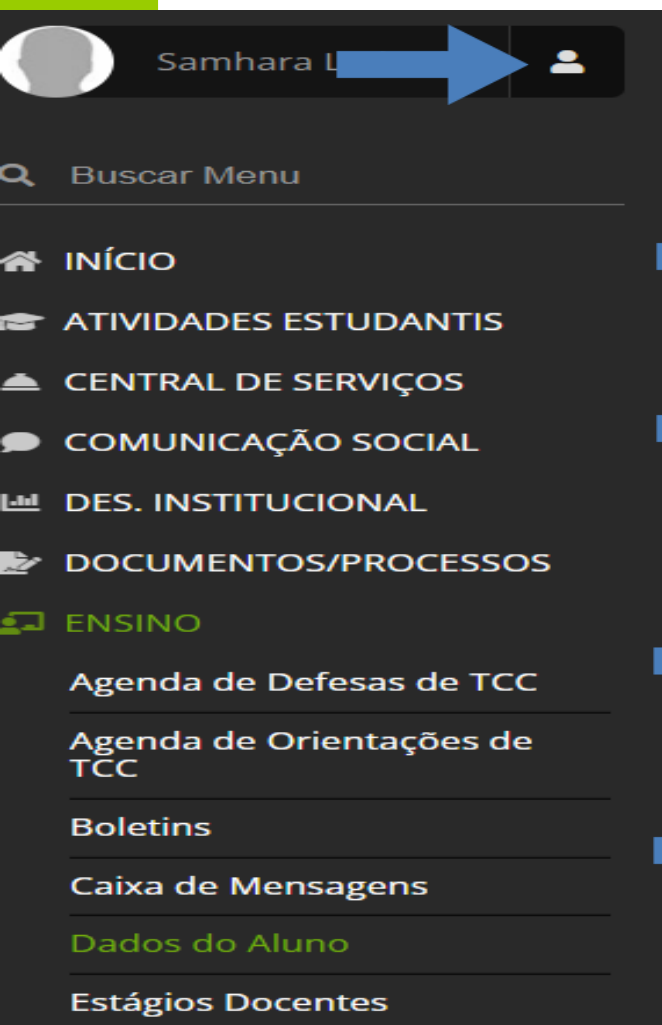 Samhara
Buscar Menu
INÍCIO
ATIVIDADES ESTUDANTIS
CENTRAL DE SERVIÇOS
COMUNICAÇÃO SOCIAL
DES. INSTITUCIONAL
DOCUMENTOS/PROCESSOS
ENSINO
Agenda de Defesas de TCC
Agenda de Orientações de
TCC
Boletins
Caixa de Mensagens
Dados do Aluno
Estágios Docentes